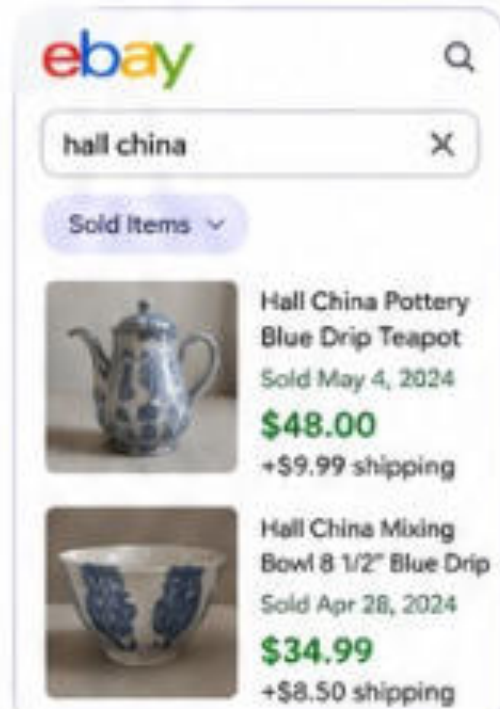 ebay
hall china
Sold Items
Hall China Pottery
Blue Drip Teapot
Sold May 4, 2024
$48.00
+$9.99 shipping
Hall China Mixing
Bowl 8 1/2" Blue Drip
Sold Apr 28, 2024
$34.99
+$8.50 shipping